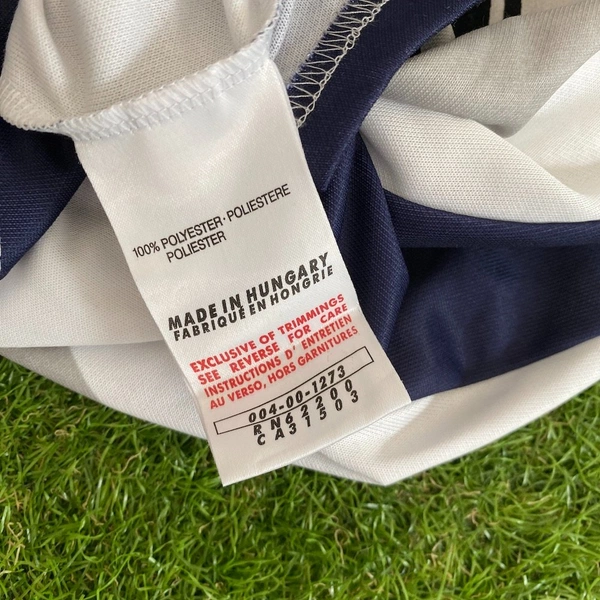 100% POLYESTER · POLIESTERE
POLIESTER
MADE IN HUNGARY
FABRIQUE EN HONGRIE
EXCLUSIVE OF TRIMMINGS
SEE REVERSE FOR CARE
INSTRUCTIONS D' ENTRETIEN
AU VERSO, HORS GARNITURES
004-00-1273
RN62200
CA31503